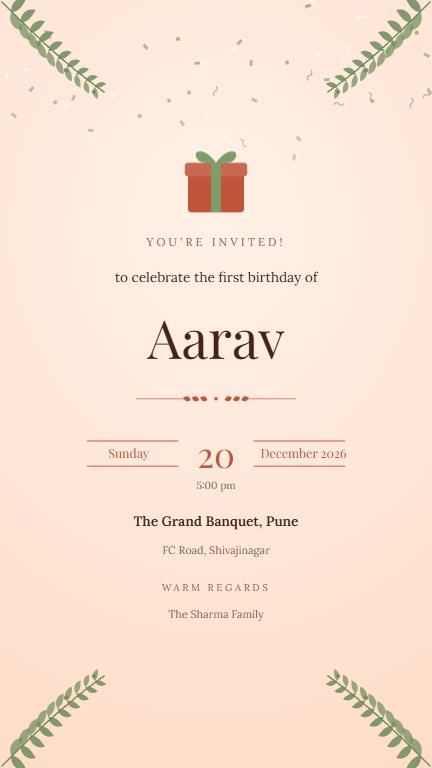 YOU'RE INVITED!
to celebrate the first birthday of
Aarav
Sunday 20 December 2026
5:00 pm
The Grand Banquet, Pune
FC Road, Shivajinagar
WARM REGARDS
The Sharma Family